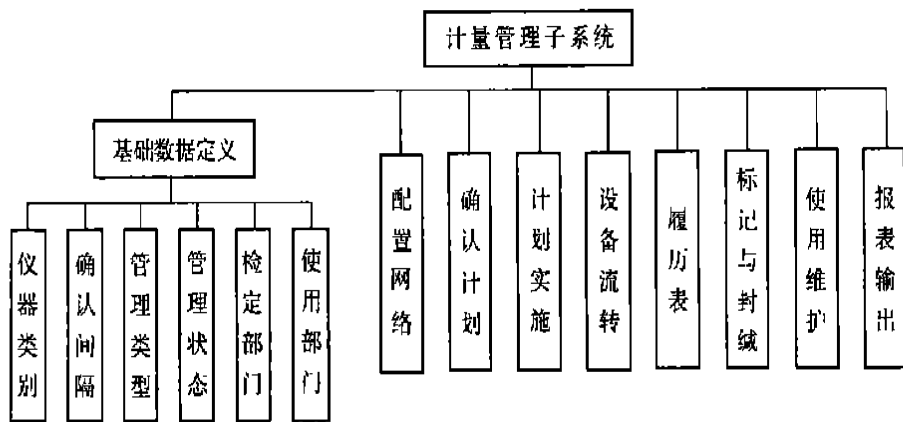 计量管理子系统
基础数据定义
配置网络
确认计划
计划实施
设备流转
履历表
标记与封缄
使用维护
报表输出
仪器类别
确认间隔
管理类型
管理状态
检定部门
使用部门